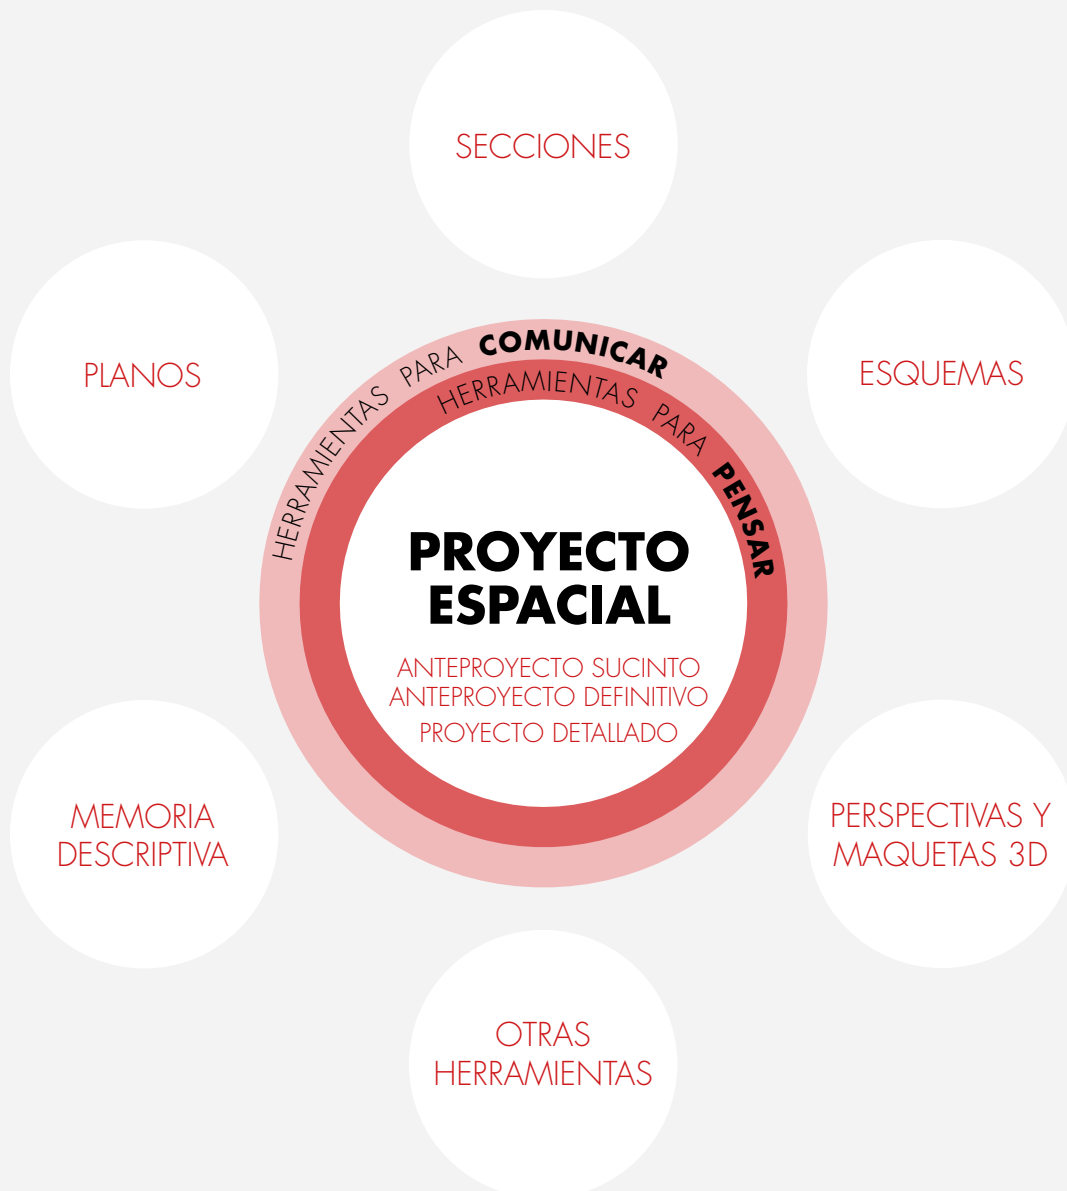 SECCIONES
PLANOS
ESQUEMAS
HERRAMIENTAS PARA COMUNICAR
HERRAMIENTAS PARA PENSAR
PROYECTO
ESPACIAL
ANTEPROYECTO SUCINTO
ANTEPROYECTO DEFINITIVO
PROYECTO DETALLADO
MEMORIA
DESCRIPTIVA
PERSPECTIVAS Y
MAQUETAS 3D
OTRAS
HERRAMIENTAS